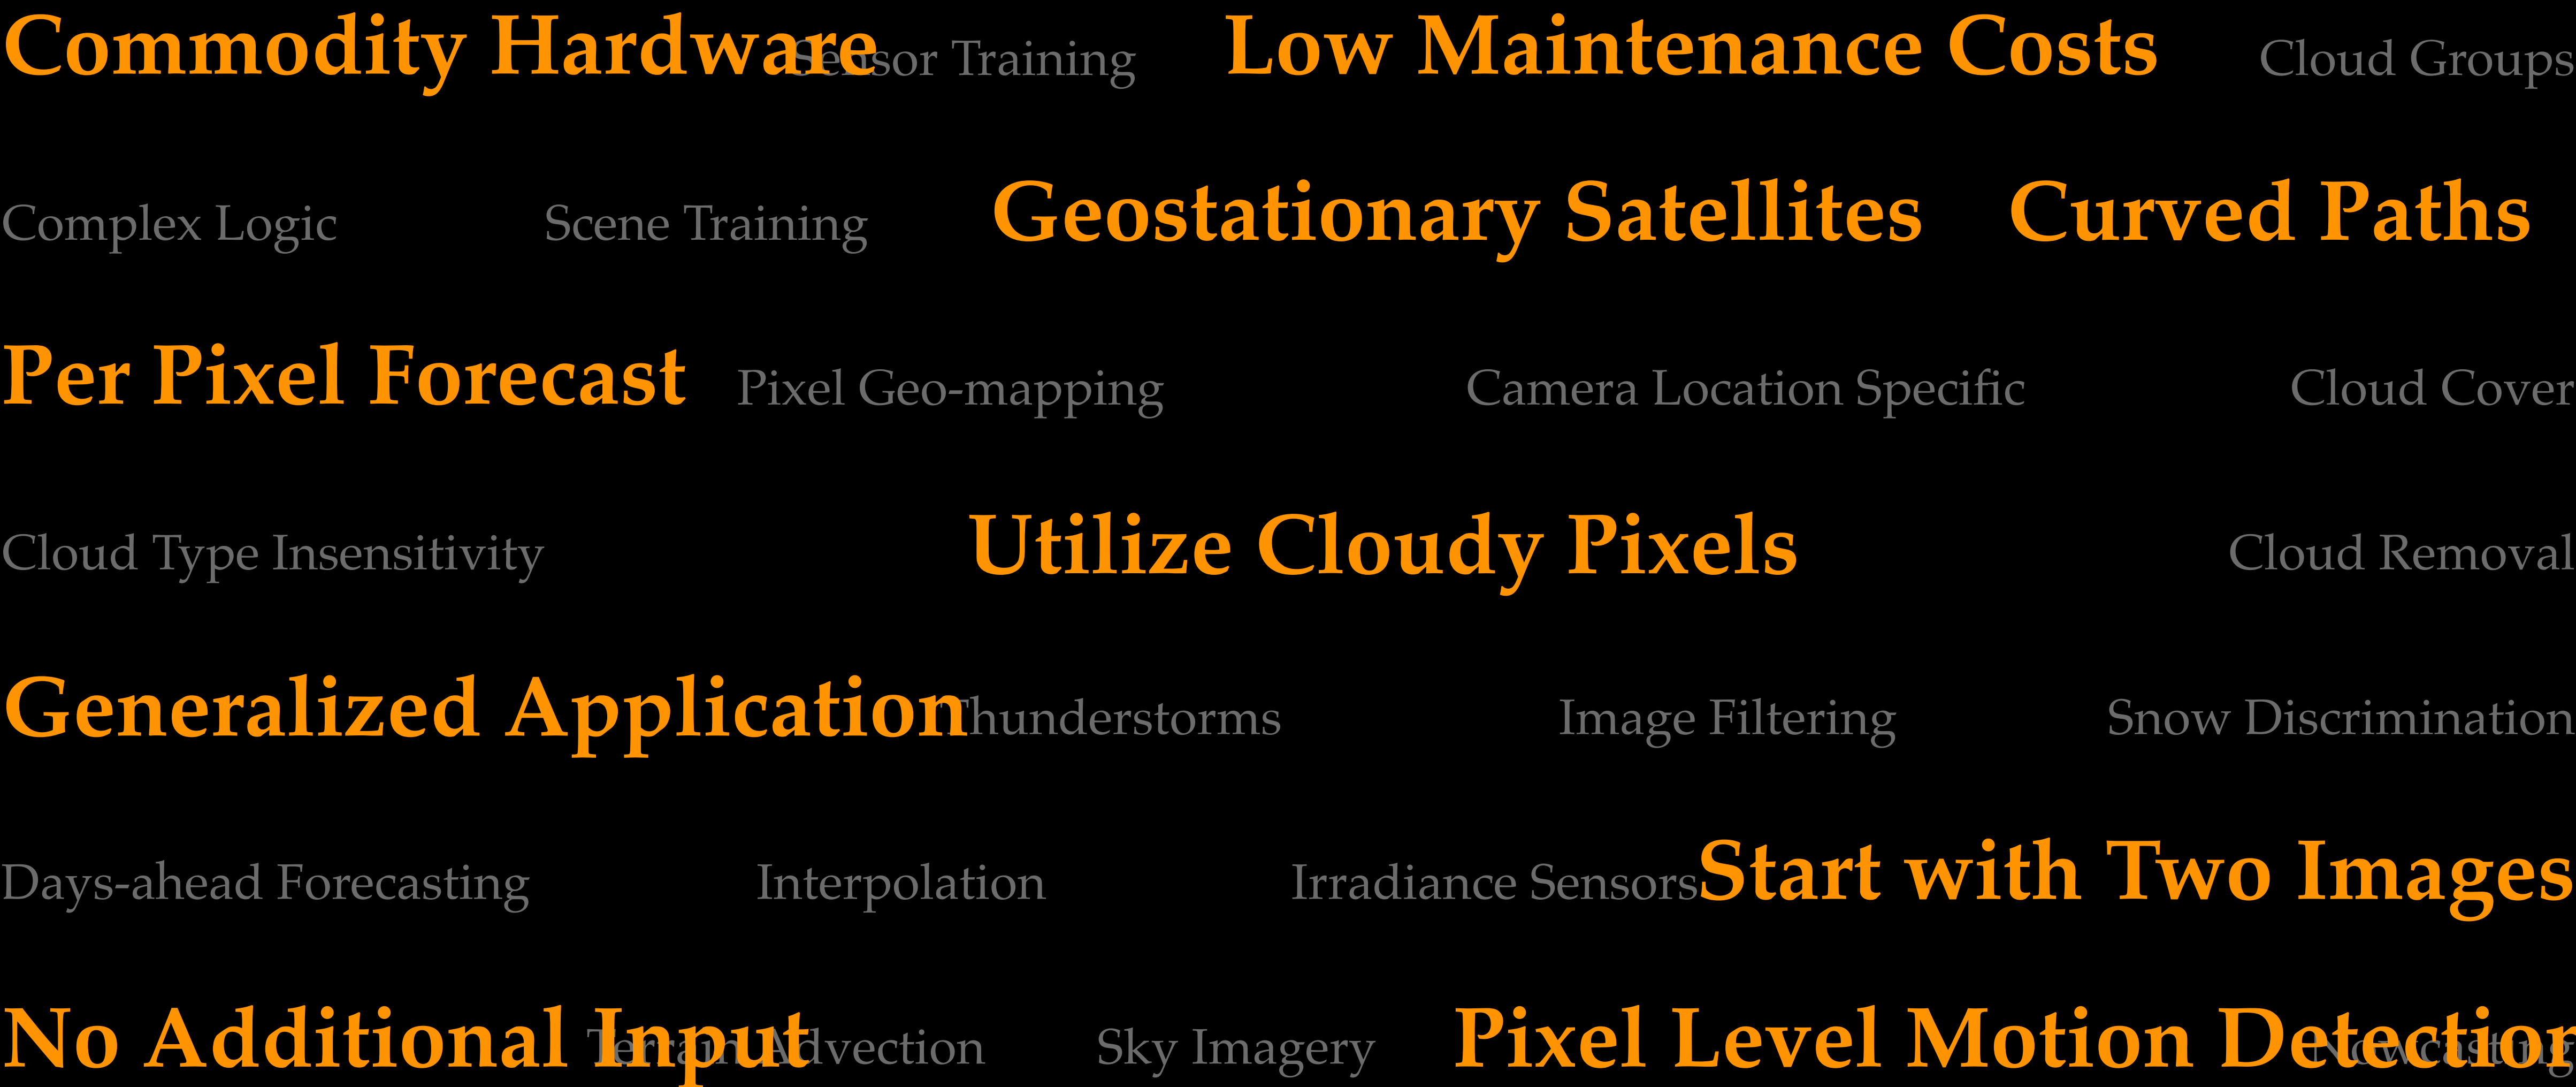 Commodity Hardware Sensor Training Low Maintenance Costs Cloud Groups
Complex Logic Scene Training Geostationary Satellites Curved Paths
Per Pixel Forecast Pixel Geo-mapping Camera Location Specific Cloud Cover
Cloud Type Insensitivity Utilize Cloudy Pixels Cloud Removal
Generalized Application Thunderstorms Image Filtering Snow Discrimination
Days-ahead Forecasting Interpolation Irradiance Sensors Start with Two Images
No Additional Input Terrain Advection Sky Imagery Pixel Level Motion Detection Nowcasting